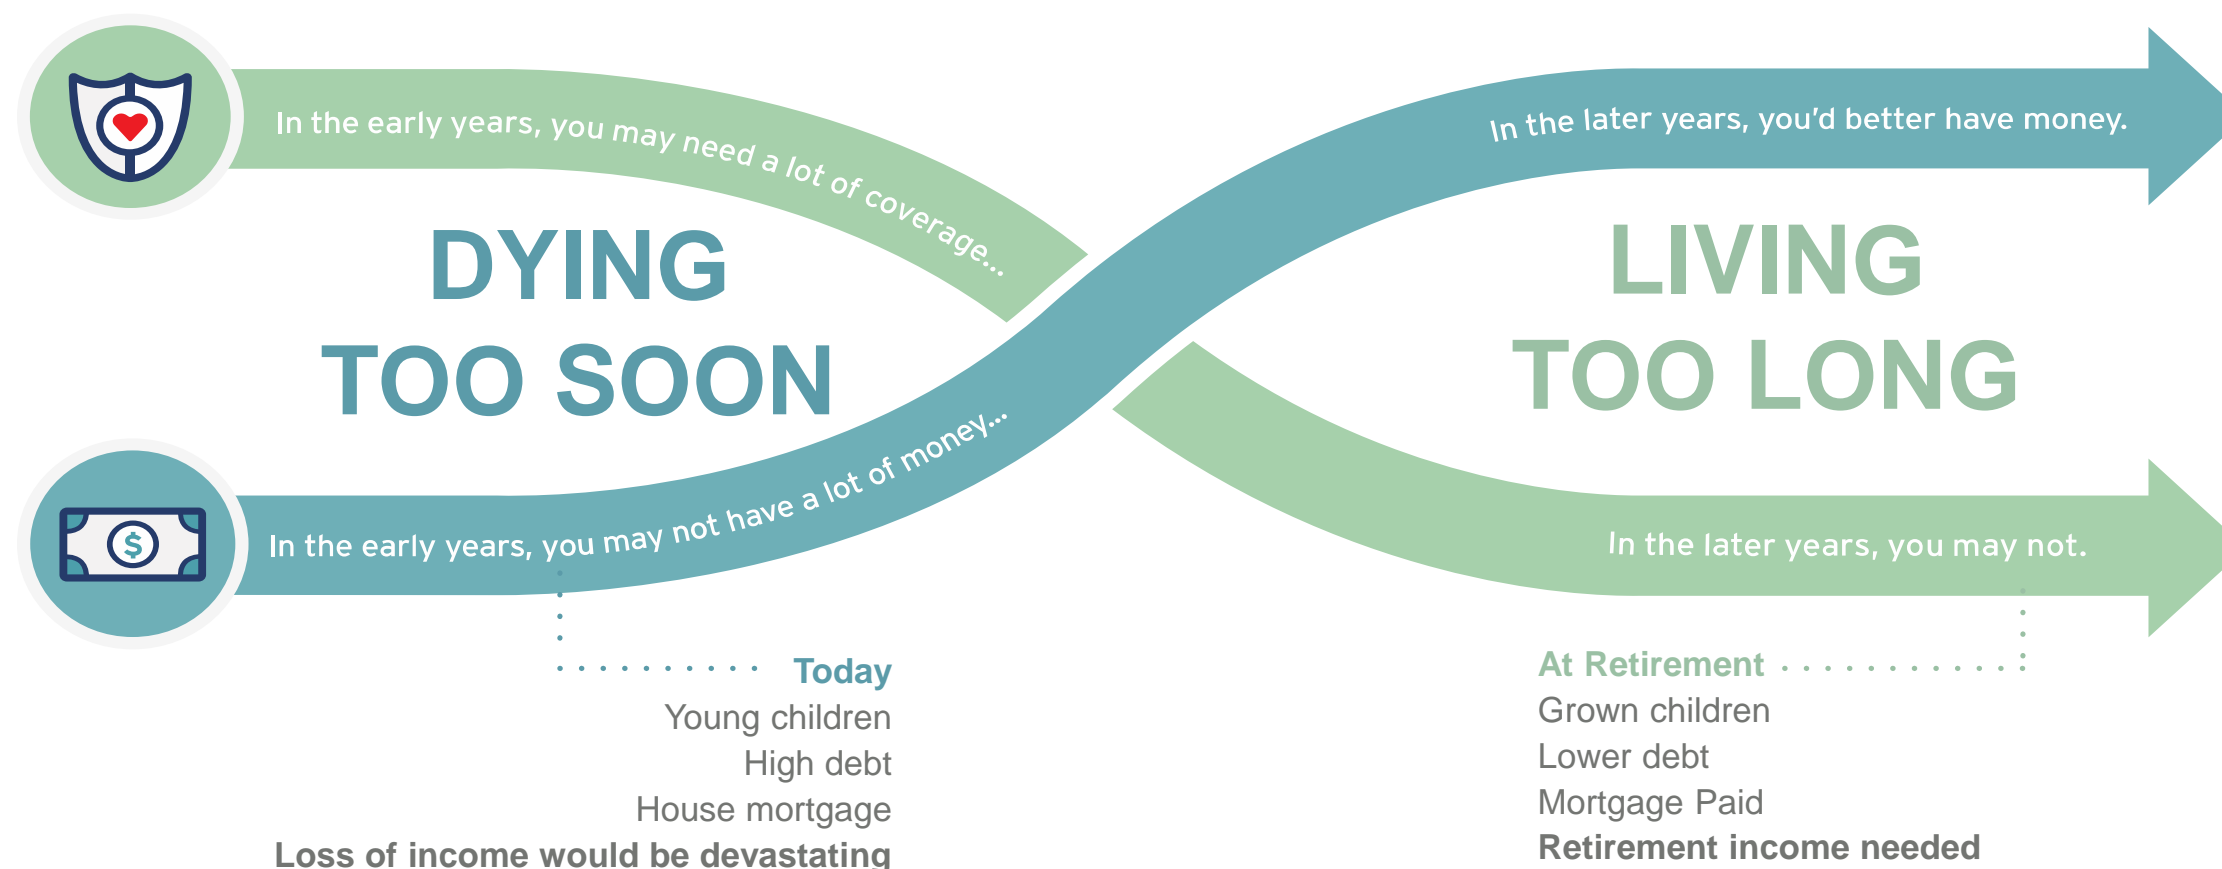 In the early years, you may need a lot of coverage...
In the later years, you'd better have money.
DYING
TOO SOON
LIVING
TOO LONG
$
In the early years, you may not have a lot of money...
In the later years, you may not.
Today
Young children
High debt
House mortgage
Loss of income would be devastating
At Retirement
Grown children
Lower debt
Mortgage Paid
Retirement income needed